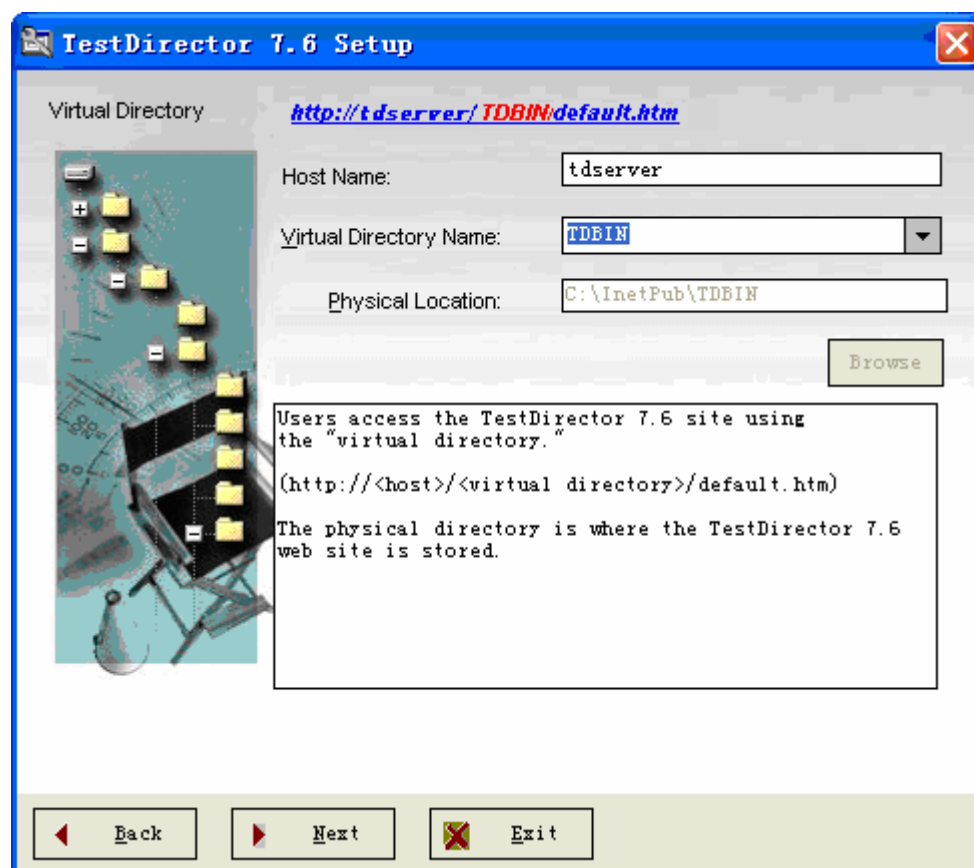 TestDirector 7.6 Setup
Virtual Directory
http://tdserver/TDBIN/default.htm
Host Name:
tdserver
Virtual Directory Name:
TDBIN
Physical Location:
C:\InetPub\TDBIN
Browse
Users access the TestDirector 7.6 site using
the "virtual directory."
(http://<host>/<virtual directory>/default.htm)
The physical directory is where the TestDirector 7.6
web site is stored.
Back
Next
Exit